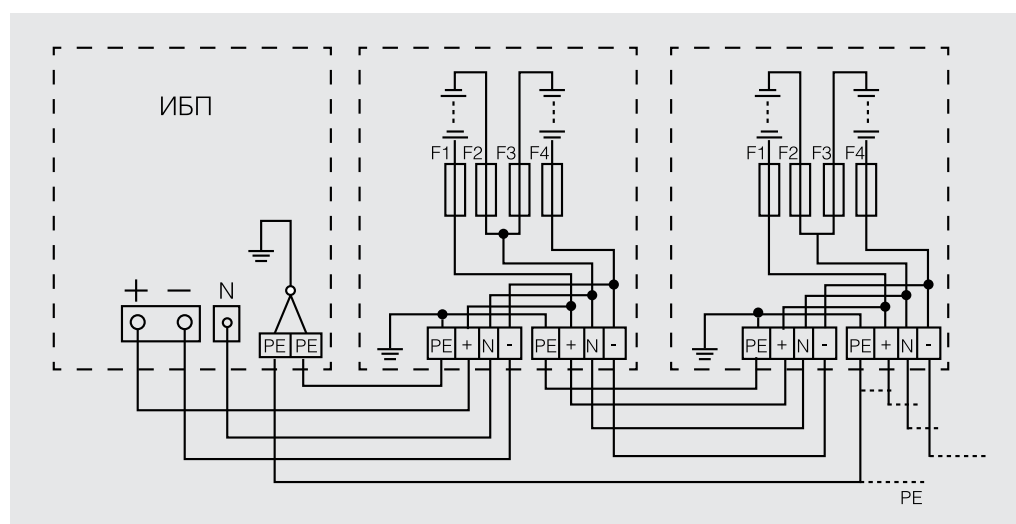 ИБП
F1 F2 F3 F4
F1 F2 F3 F4
+ — N
PE PE
PE + N -
PE + N -
PE + N -
PE + N -
PE